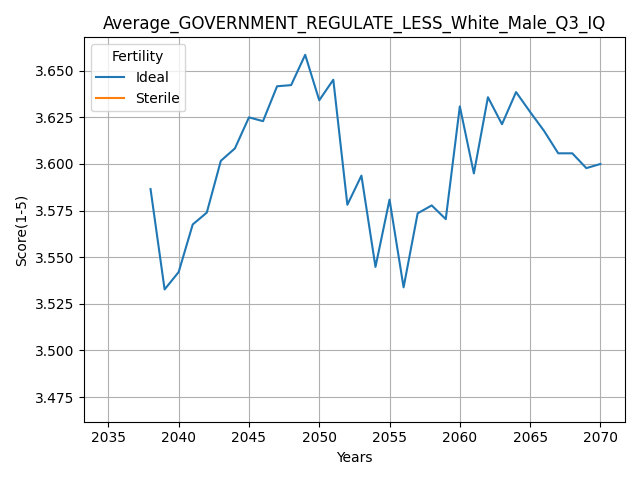 Average_GOVERNMENT_REGULATE_LESS_White_Male_Q3_IQ
Fertility
Ideal
Sterile
3.650
3.625
3.600
3.575
3.550
3.525
3.500
3.475
Score(1-5)
2035 2040 2045 2050 2055 2060 2065 2070
Years